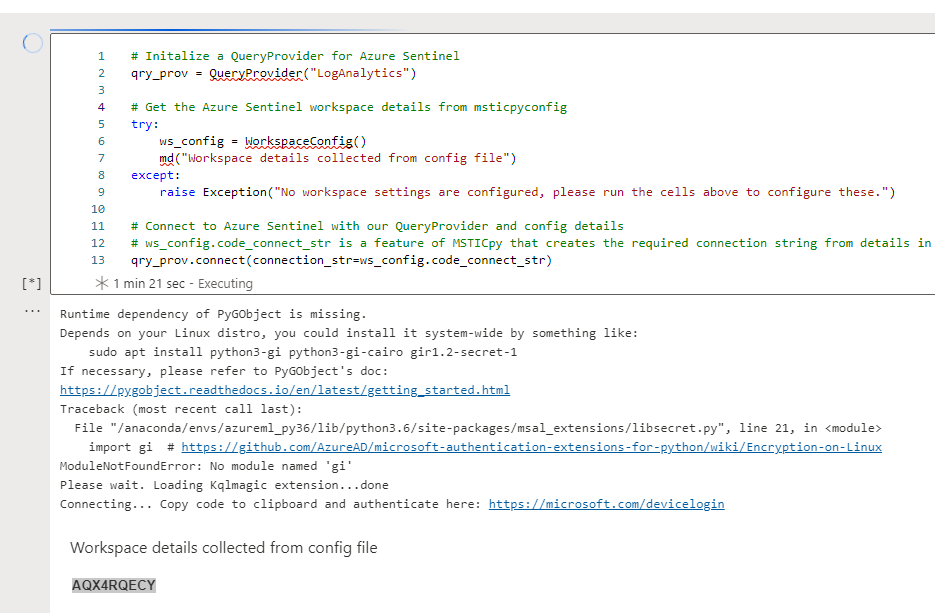 1 # Initalize a QueryProvider for Azure Sentinel
2 qry_prov = QueryProvider("LogAnalytics")
3
4 # Get the Azure Sentinel workspace details from msticpyconfig
5 try:
6 ws_config = WorkspaceConfig()
7 md("Workspace details collected from config file")
8 except:
9 raise Exception("No workspace settings are configured, please run the cells above to configure these.")
10
11 # Connect to Azure Sentinel with our QueryProvider and config details
12 # ws_config.code_connect_str is a feature of MSTICpy that creates the required connection string from details in
13 qry_prov.connect(connection_str=ws_config.code_connect_str)
[*] 1 min 21 sec - Executing
...
Runtime dependency of PyGObject is missing.
Depends on your Linux distro, you could install it system-wide by something like:
sudo apt install python3-gi python3-gi-cairo gir1.2-secret-1
If necessary, please refer to PyGObject's doc:
https://pygobject.readthedocs.io/en/latest/getting_started.html
Traceback (most recent call last):
File "/anaconda/envs/azureml_py36/lib/python3.6/site-packages/msal_extensions/libsecret.py", line 21, in <module>
import gi # https://github.com/AzureAD/microsoft-authentication-extensions-for-python/wiki/Encryption-on-Linux
ModuleNotFoundError: No module named 'gi'
Please wait. Loading Kqlmagic extension...done
Connecting... Copy code to clipboard and authenticate here: https://microsoft.com/devicelogin
Workspace details collected from config file
AQX4RQECY